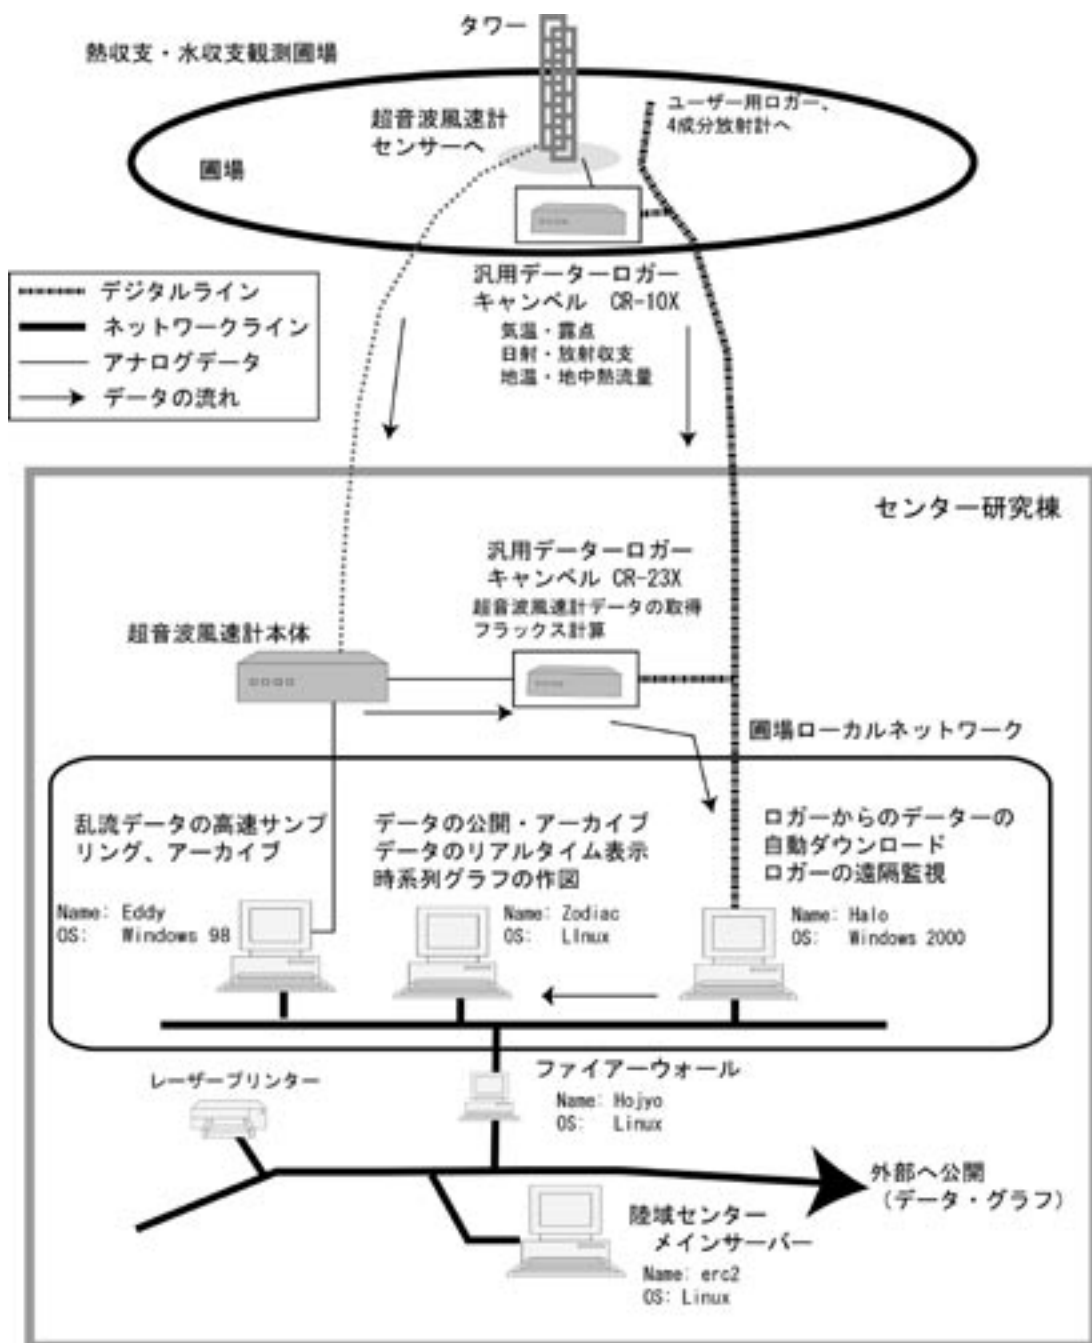 タワー
熱収支・水収支観測圃場
ユーザー用ロガー、
4成分放射計へ
超音波風速計
センサーへ
圃場
汎用データーロガー
キャンベル CR-10X
気温・露点
日射・放射収支
地温・地中熱流量
デジタルライン
ネットワークライン
アナログデータ
データの流れ
センター研究棟
汎用データーロガー
キャンベル CR-23X
超音波風速計データの取得
フラックス計算
超音波風速計本体
圃場ローカルネットワーク
乱流データの高速サンプ
リング、アーカイブ
データの公開・アーカイブ
データのリアルタイム表示
時系列グラフの作図
ロガーからのデーターの
自動ダウンロード
ロガーの遠隔監視
Name: Eddy
OS: Windows 98
Name: Zodiac
OS: LInux
Name: Halo
OS: Windows 2000
ファイアーウォール
Name: Hojyo
OS: Linux
レーザープリンター
外部へ公開
(データ・グラフ)
陸域センター
メインサーバー
Name: erc2
OS: Linux